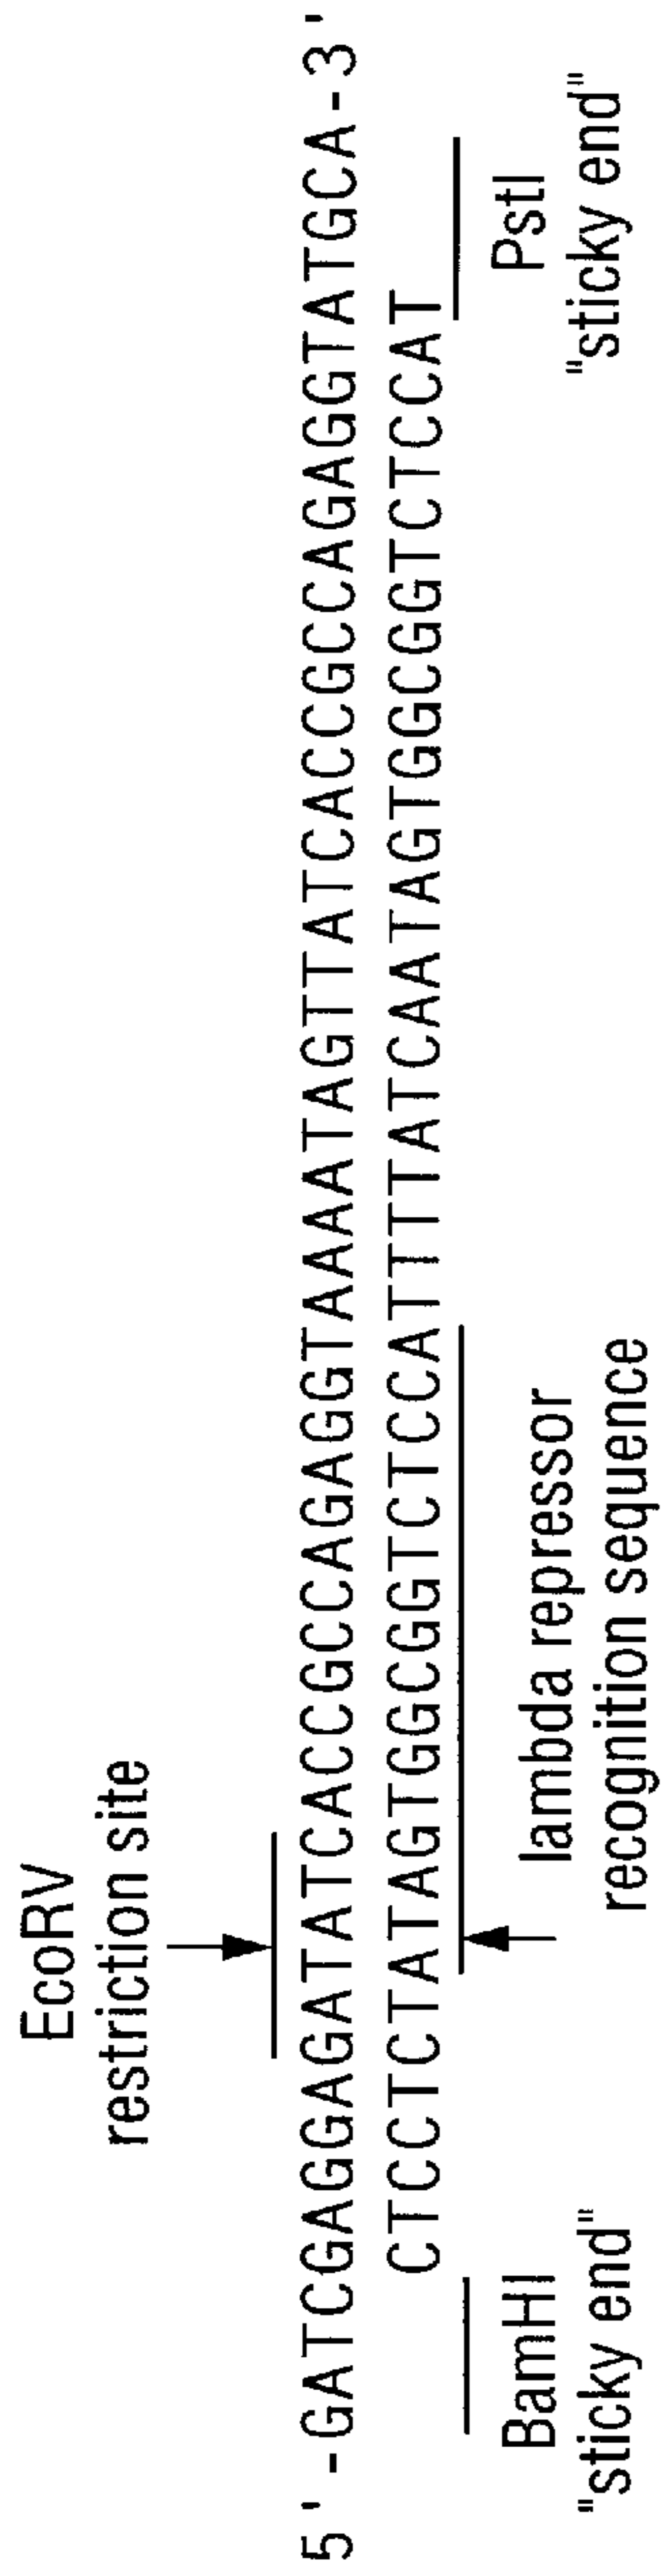 EcoRV
restriction site
5'-GATCGAGGAGATATCACCGCCAGAGGTAAAATAGTTATCACCGCCAGAGGTATGCA-3'
CTCCTCTATAGTGGCGGTCTCCATTTTATCAATAGTGGCGGTCTCCAT
BamHI
"sticky end"
lambda repressor
recognition sequence
PstI
"sticky end"